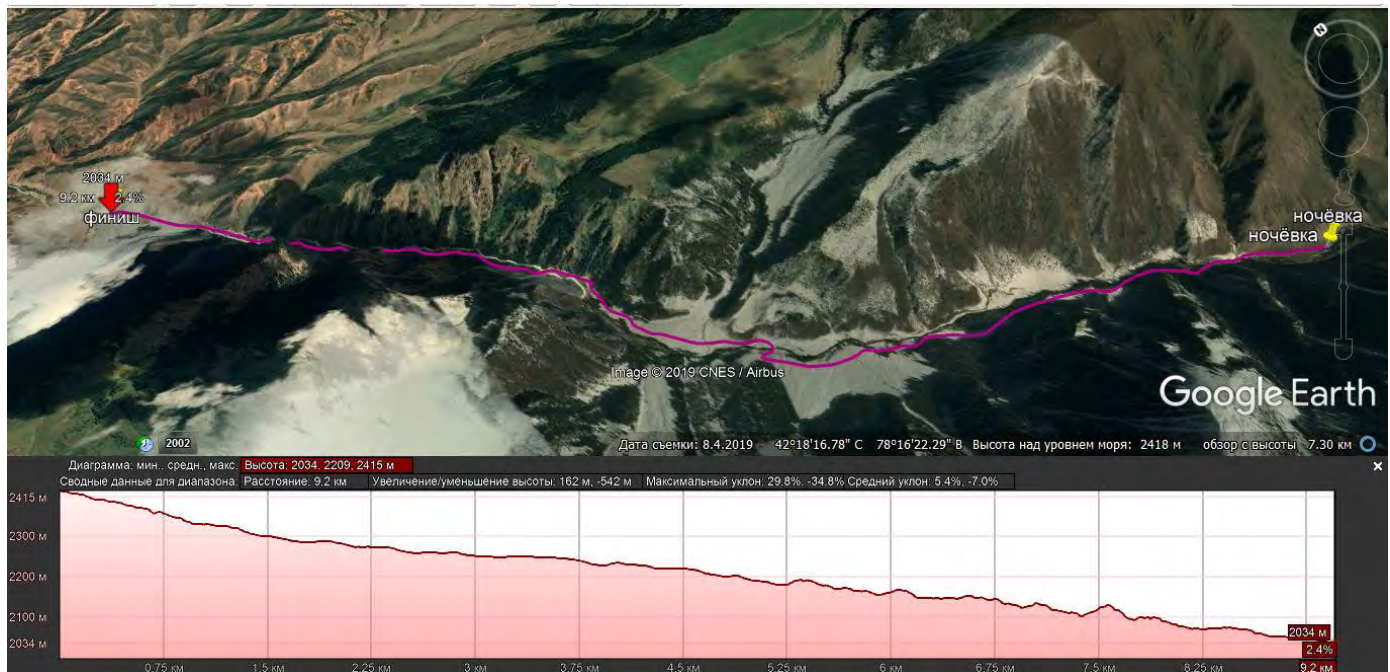 2034 м
9.2 км 2.4%
финиш
ночёвка
ночёвка
Image © 2019 CNES / Airbus
Google Earth
2002
Дата съемки: 8.4.2019 42°18'16.78" С 78°16'22.29" В Высота над уровнем моря: 2418 м обзор с высоты 7.30 км
Диаграмма: мин., средн., макс. Высота: 2034, 2209, 2415 м
Сводные данные для диапазона: Расстояние: 9.2 км Увеличение/уменьшение высоты: 162 м, -542 м Максимальный уклон: 29.8%, -34.8% Средний уклон: 5.4%, -7.0%
2415 м
2300 м
2200 м
2100 м
2034 м
2034 м
2.4%
0.75 км 1.5 км 2.25 км 3 км 3.75 км 4.5 км 5.25 км 6 км 6.75 км 7.5 км 8.25 км 9.2 км